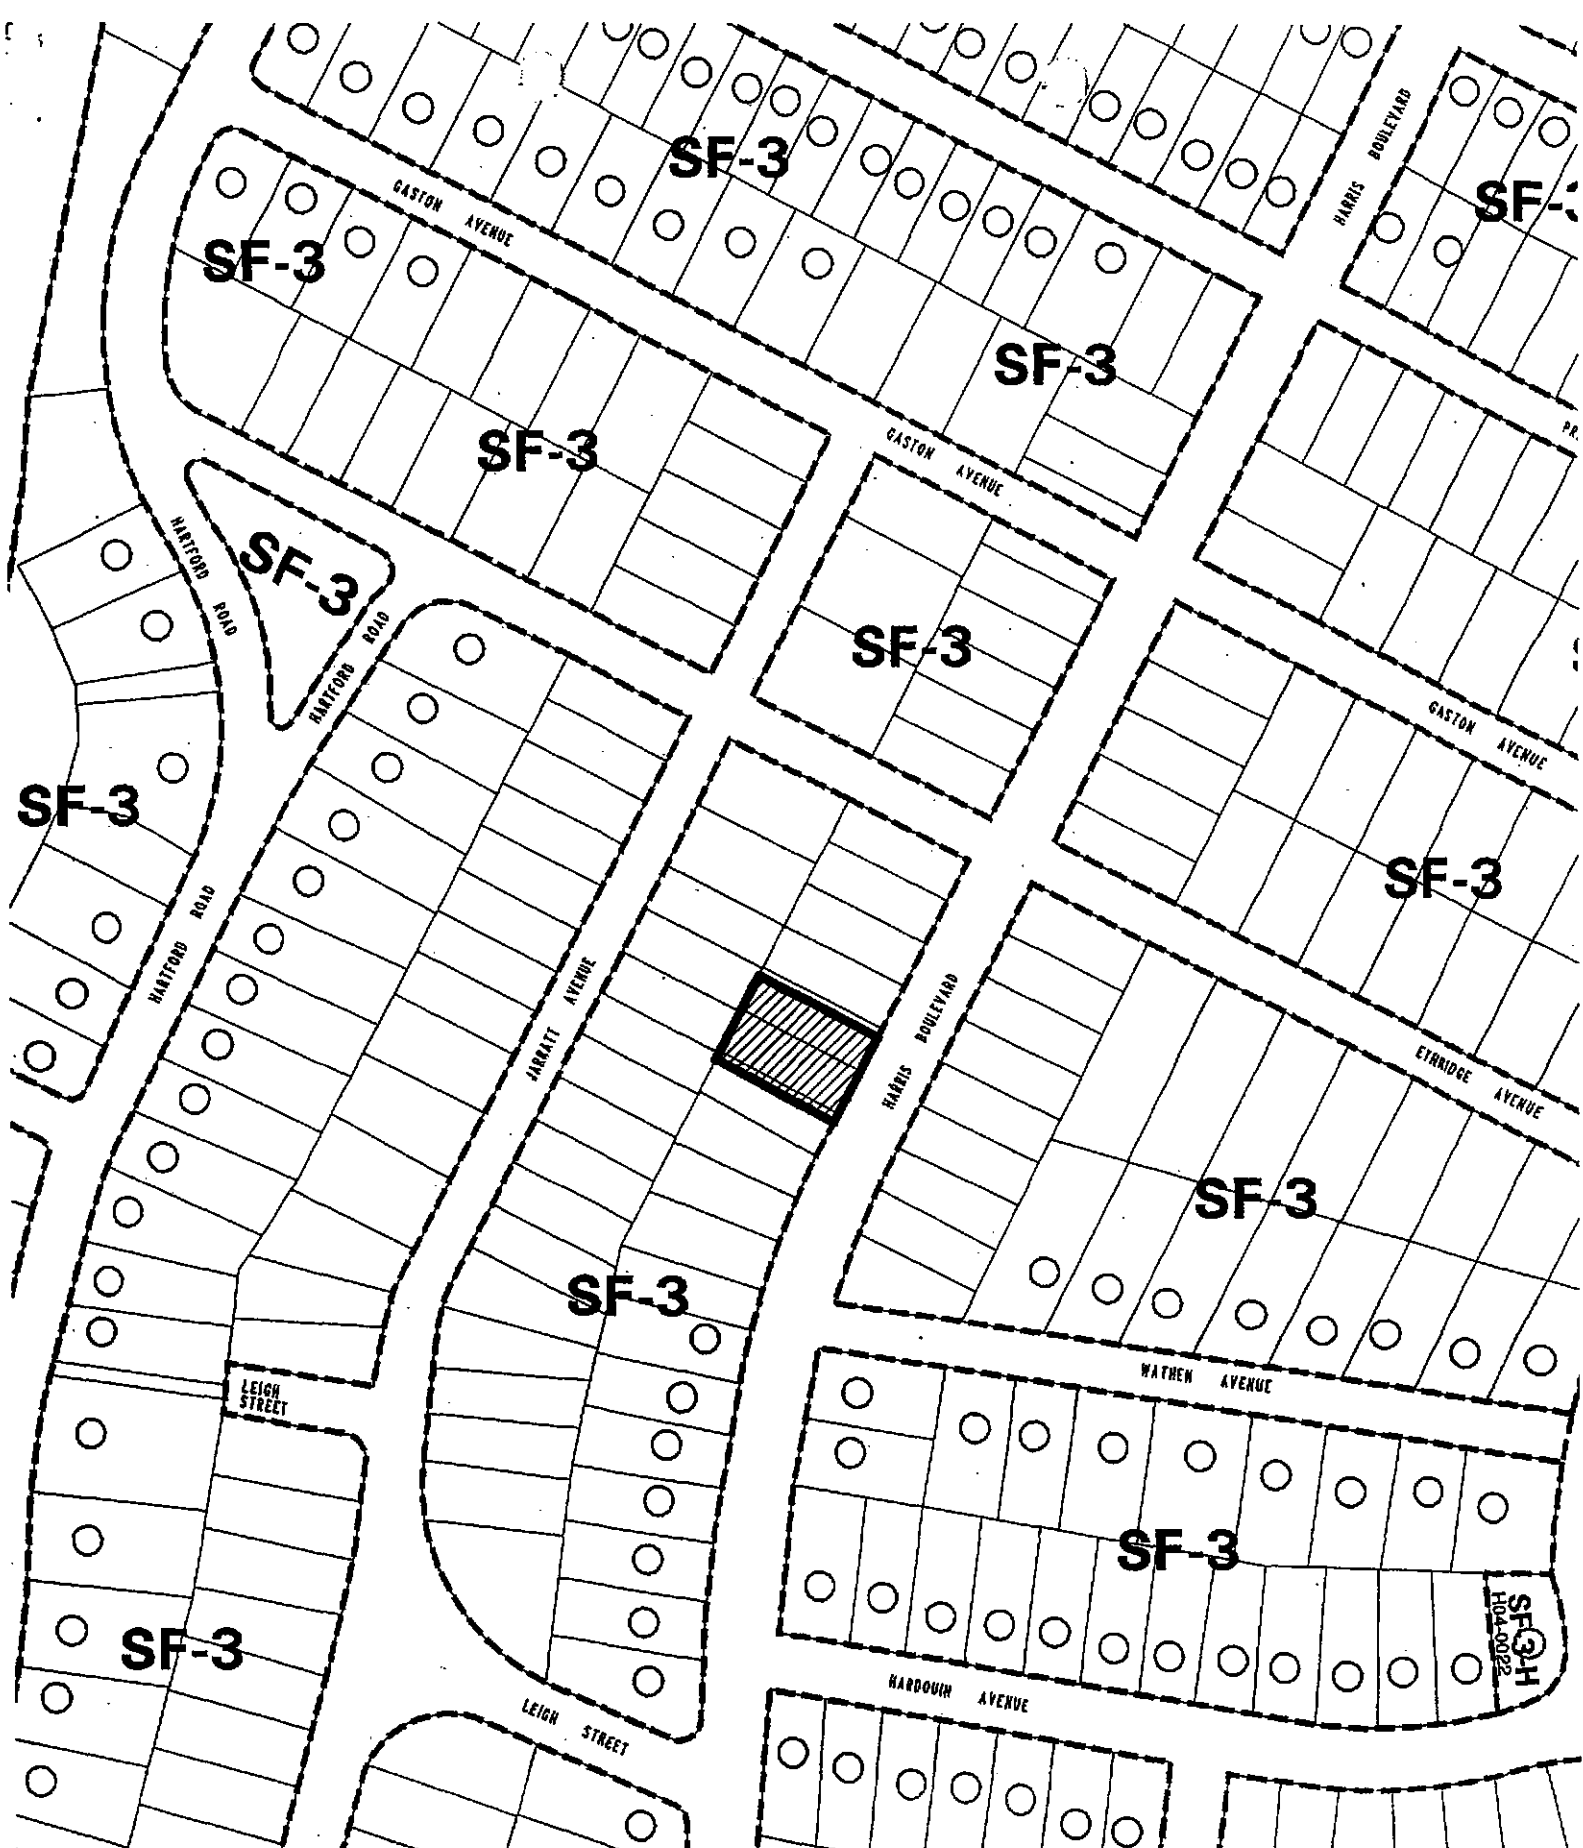 BOULEVARD
HARRIS
SF-3
SF-3
GASTON AVENUE
SF-3
SF-3
GASTON AVENUE
SF-3
HARTFORD ROAD
SF-3
HARTFORD ROAD
SF-3
GASTON AVENUE
SF-3
SF-3
HARTFORD ROAD
JARRATT AVENUE
HARRIS BOULEVARD
ETHRIDGE AVENUE
SF-3
SF-3
WATHEN AVENUE
LEIGH
STREET
SF-3
SF-3-H
H04-0022
SF-3
HARDOUIN AVENUE
LEIGH STREET